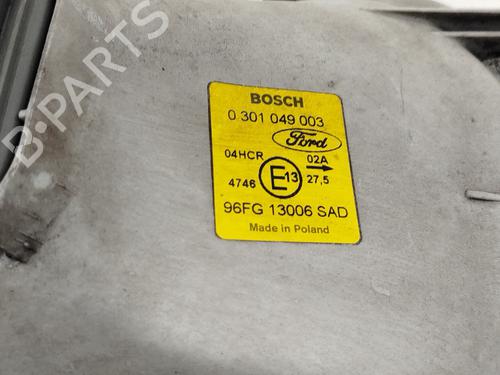 B-PARTS
BOSCH
0 301 049 003
Ford
04HCR 02A
4746 E13 27,5
96FG 13006 SAD
Made in Poland